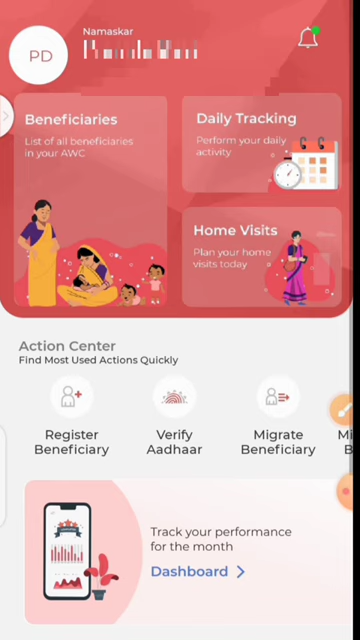 Namaskar
PD
Beneficiaries
List of all beneficiaries
in your AWC
Daily Tracking
Perform your daily
activity
Home Visits
Plan your home
visits today
Action Center
Find Most Used Actions Quickly
Register
Beneficiary
Verify
Aadhaar
Migrate
Beneficiary
Track your performance
for the month
Dashboard